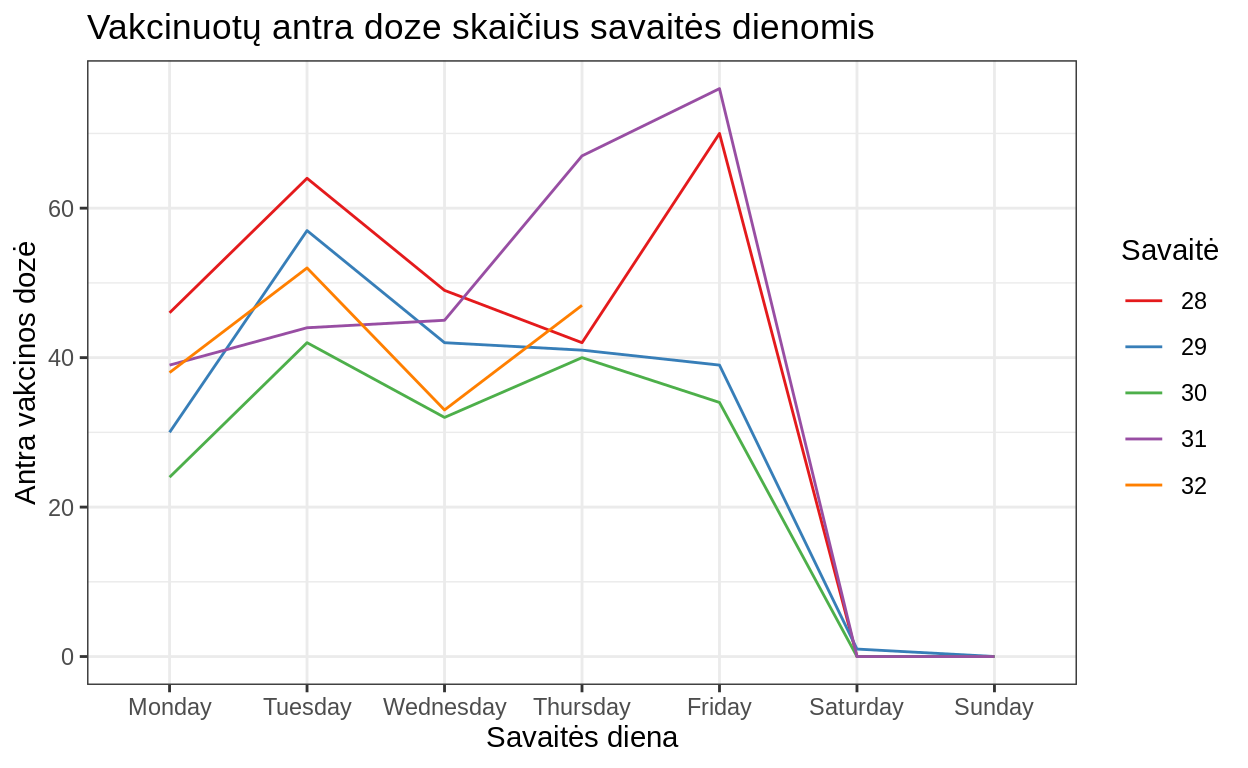 Vakcinuotų antra doze skaičius savaitės dienomis
Antra vakcinos dozė
60
40
20
0
Monday Tuesday Wednesday Thursday Friday Saturday Sunday
Savaitės diena
Savaitė
28
29
30
31
32